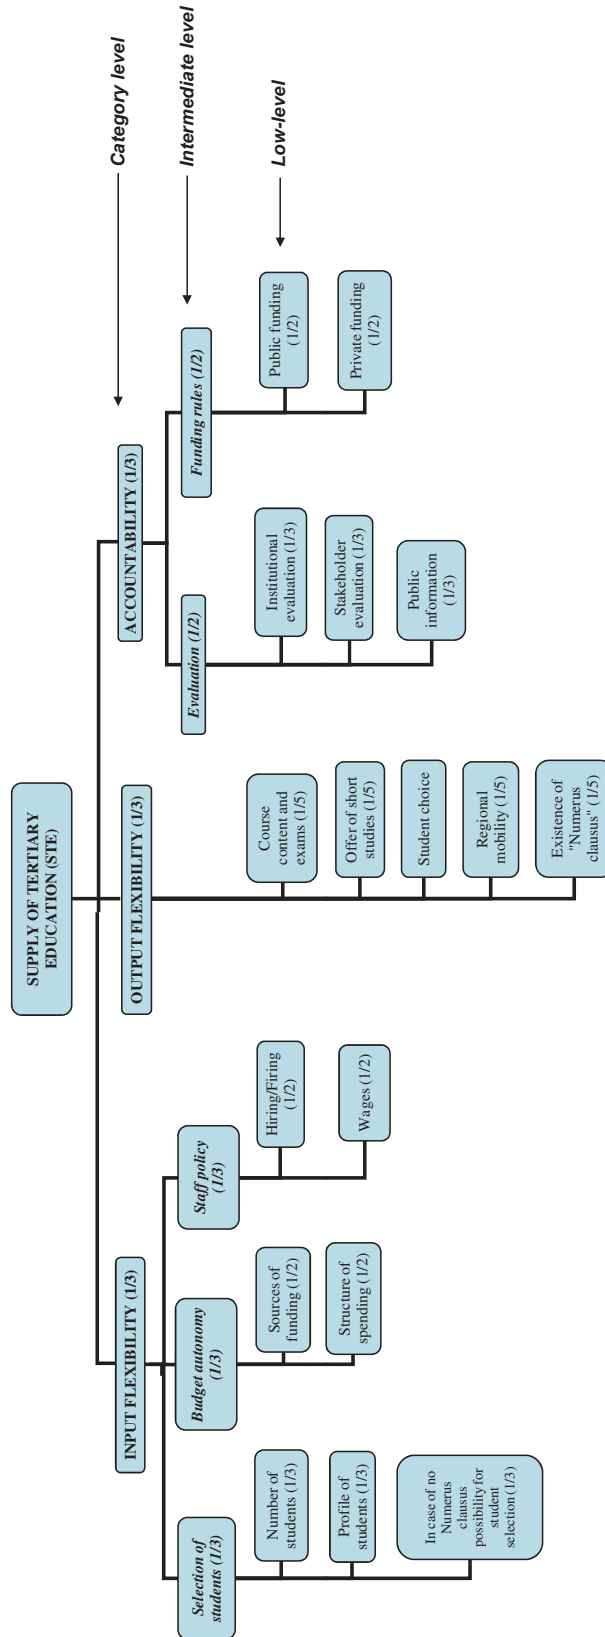 SUPPLY OF TERTIARY
EDUCATION (STE)
Category level
INPUT FLEXIBILITY (1/3)
OUTPUT FLEXIBILITY (1/3)
ACCOUNTABILITY (1/3)
Intermediate level
Selection of
students (1/3)
Budget autonomy
(1/3)
Staff policy
(1/3)
Evaluation (1/2)
Funding rules (1/2)
Low-level
Number of
students (1/3)
Profile of
students (1/3)
In case of no
Numerus
clausus
possibility for
student
selection (1/3)
Sources of
funding (1/2)
Structure of
spending (1/2)
Hiring/Firing
(1/2)
Wages (1/2)
Course
content and
exams (1/5)
Offer of short
studies (1/5)
Student choice
Regional
mobility (1/5)
Existence of
"Numerus
clausus" (1/5)
Institutional
evaluation (1/3)
Stakeholder
evaluation (1/3)
Public
information
(1/3)
Public funding
(1/2)
Private funding
(1/2)